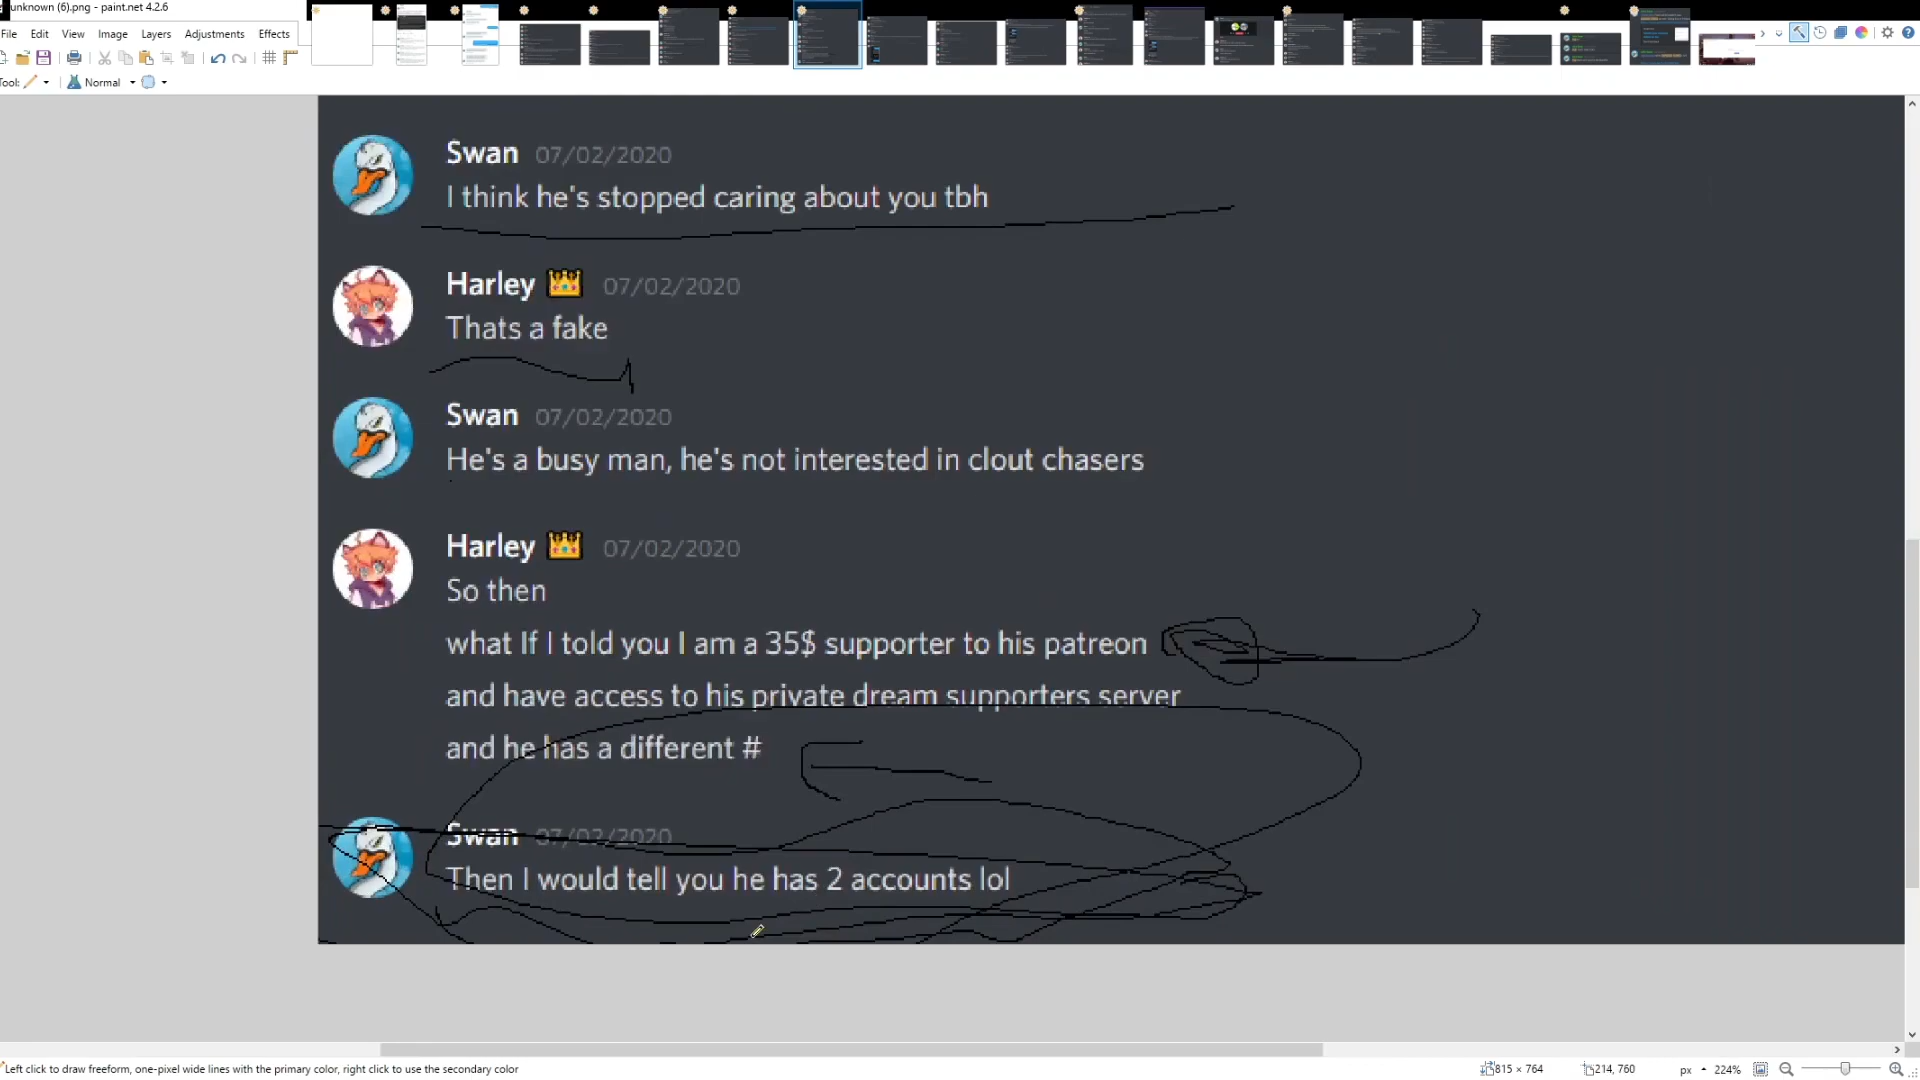 unknown (6).png - paint.net 4.2.6
File Edit View Image Layers Adjustments Effects
Tool:
Normal
Swan 07/02/2020
I think he's stopped caring about you tbh
Harley 07/02/2020
Thats a fake
Swan 07/02/2020
He's a busy man, he's not interested in clout chasers
Harley 07/02/2020
So then
what If I told you I am a 35$ supporter to his patreon
and have access to his private dream supporters server
and he has a different #
Swan 07/02/2020
Then I would tell you he has 2 accounts lol
Left click to draw freeform, one-pixel wide lines with the primary color, right click to use the secondary color
815 × 764
214, 760
px
224%